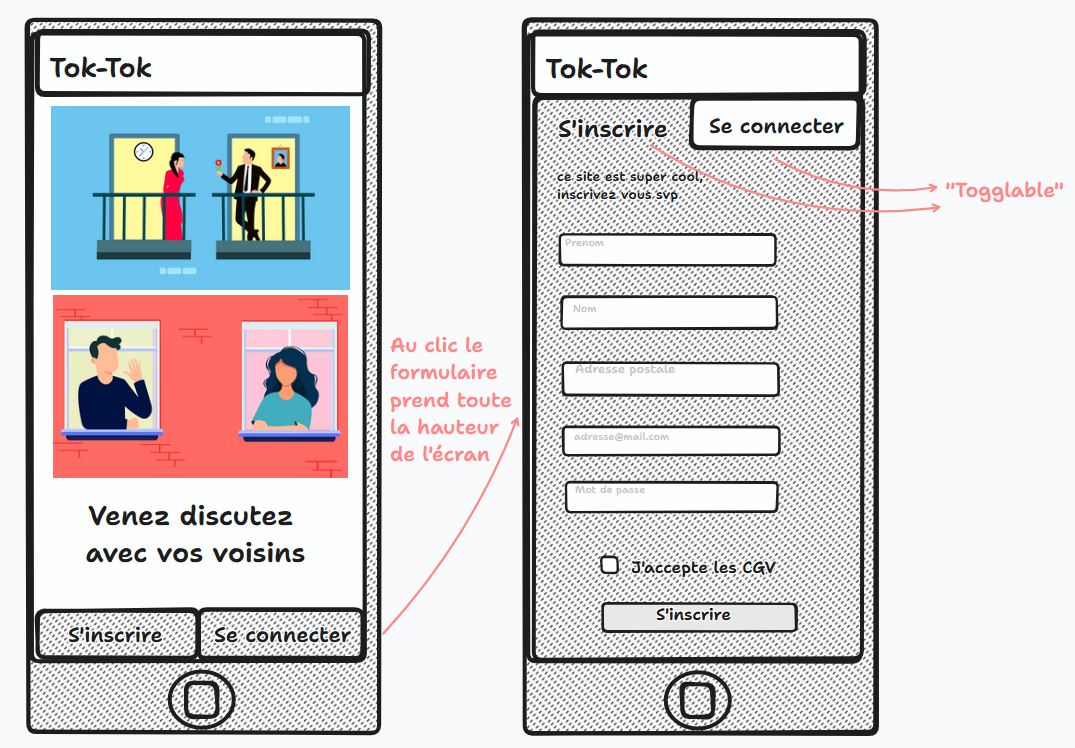 Tok-Tok
Venez discutez
avec vos voisins
S'inscrire
Se connecter
Au clic le
formulaire
prend toute
la hauteur
de l'écran
Tok-Tok
S'inscrire
Se connecter
ce site est super cool,
inscrivez vous svp
"Togglable"
Prenom
Nom
Adresse postale
adresse@mail.com
Mot de passe
J'accepte les CGV
S'inscrire